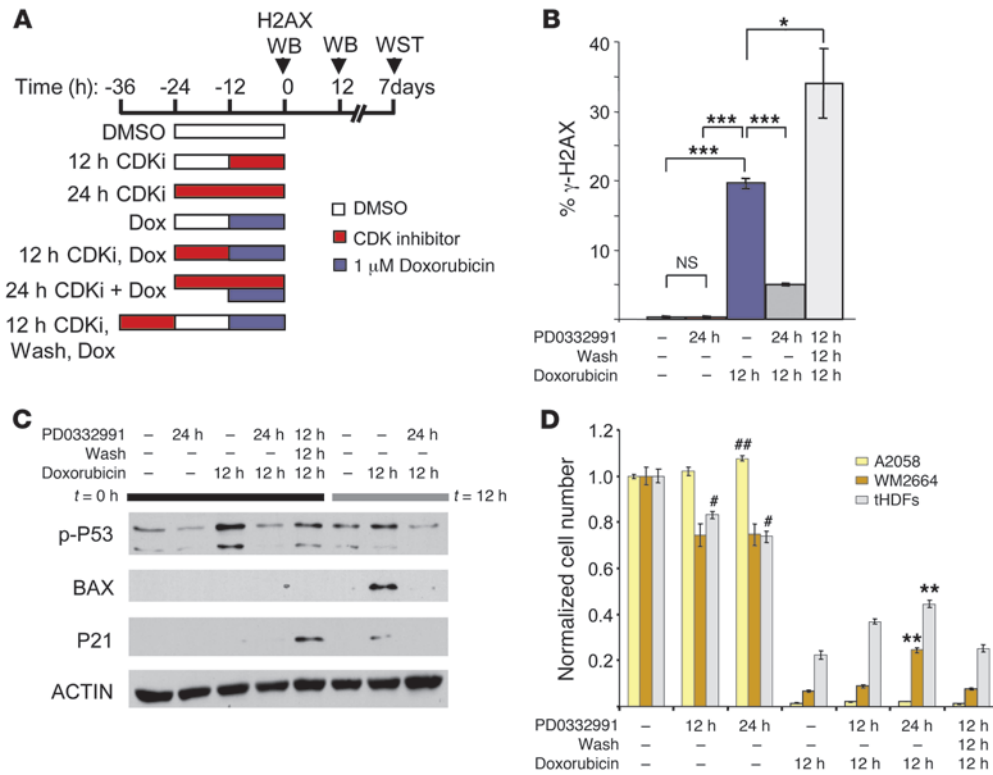 A
H2AX
WB WB WST
Time (h): -36 -24 -12 0 12 7days
DMSO
12 h CDKi
24 h CDKi
Dox
12 h CDKi, Dox
24 h CDKi + Dox
12 h CDKi,
Wash, Dox
DMSO
CDK inhibitor
1 µM Doxorubicin
B
% γ-H2AX
40
30
20
10
*
*** ***
***
NS
PD0332991 – 24 h – 24 h 12 h
Wash – – – – 12 h
Doxorubicin – – 12 h 12 h 12 h
C
PD0332991 – 24 h – 24 h 12 h – – 24 h
Wash – – – – 12 h – – –
Doxorubicin – – 12 h 12 h 12 h – 12 h 12 h
t = 0 h t = 12 h
p-P53
BAX
P21
ACTIN
D
Normalized cell number
1.2
1.0
0.8
0.6
0.4
0.2
##
#
#
**
**
A2058
WM2664
tHDFs
PD0332991 – 12 h 24 h – 12 h 24 h 12 h
Wash – – – – – – 12 h
Doxorubicin – – – 12 h 12 h 12 h 12 h